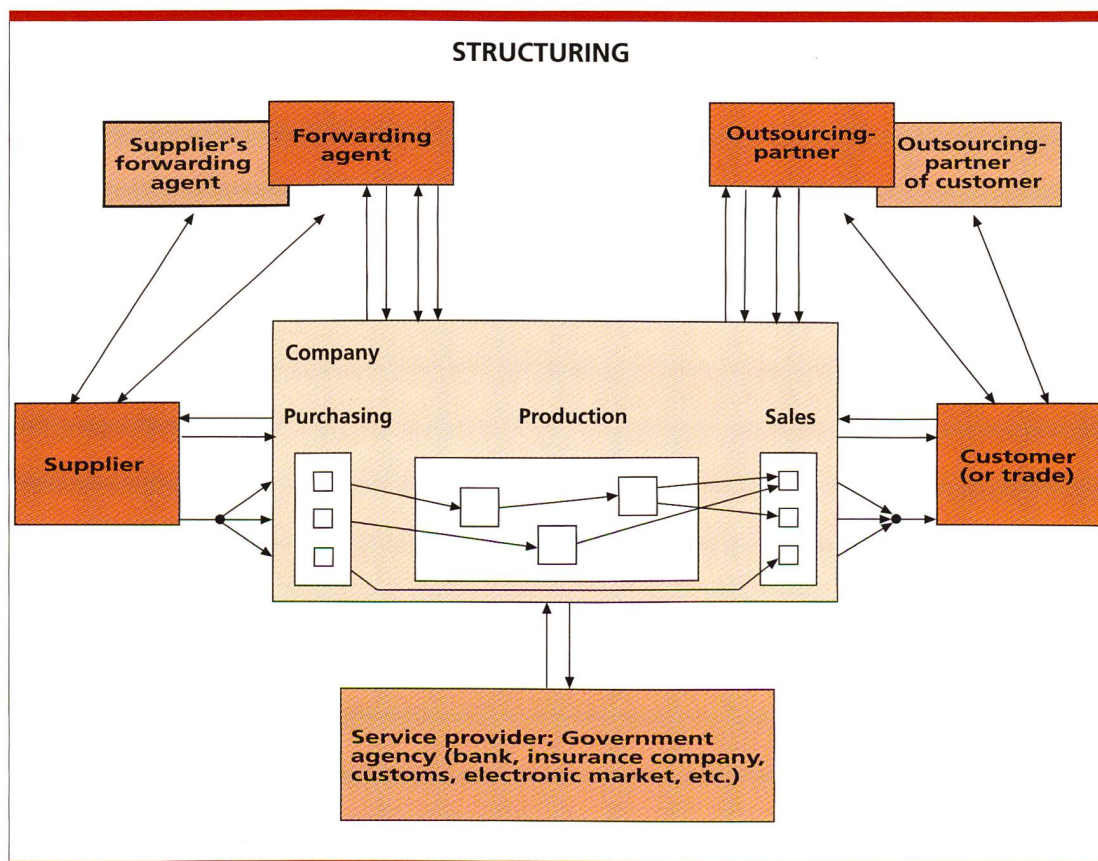 STRUCTURING
Supplier's
forwarding
agent
Forwarding
agent
Outsourcing-
partner
Outsourcing-
partner
of customer
Company
Purchasing
Production
Sales
Supplier
Customer
(or trade)
Service provider; Government
agency (bank, insurance company,
customs, electronic market, etc.)